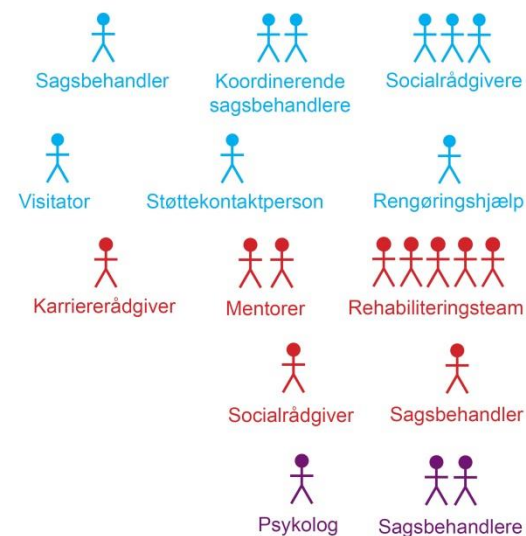 Sagsbehandler
Koordinerende
sagsbehandlere
Socialrådgivere
Visitator
Støttekontaktperson
Rengøringshjælp
Karriererådgiver
Mentorer
Rehabiliteringsteam
Socialrådgiver
Sagsbehandler
Psykolog
Sagsbehandlere